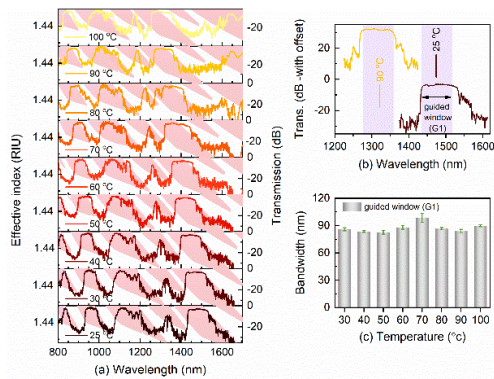 Effective index (RIU)
1.44
1.44
1.44
1.44
1.44
1.44
1.44
1.44
1.44
100 °C
90 °C
80 °C
70 °C
60 °C
50 °C
40 °C
30 °C
25 °C
-20
0
-20
0
-20
0
-20
0
-20
0
-20
0
-20
0
-20
0
-20
Transmission (dB)
800 1000 1200 1400 1600
(a) Wavelength (nm)
Trans. (dB -with offset)
30
0
-30
90 °C
25 °C
guided
window
(G1)
1200 1300 1400 1500 1600
(b) Wavelength (nm)
Bandwidth (nm)
120
90
60
30
0
guided window (G1)
30 40 50 60 70 80 90 100
(c) Temperature (°c)